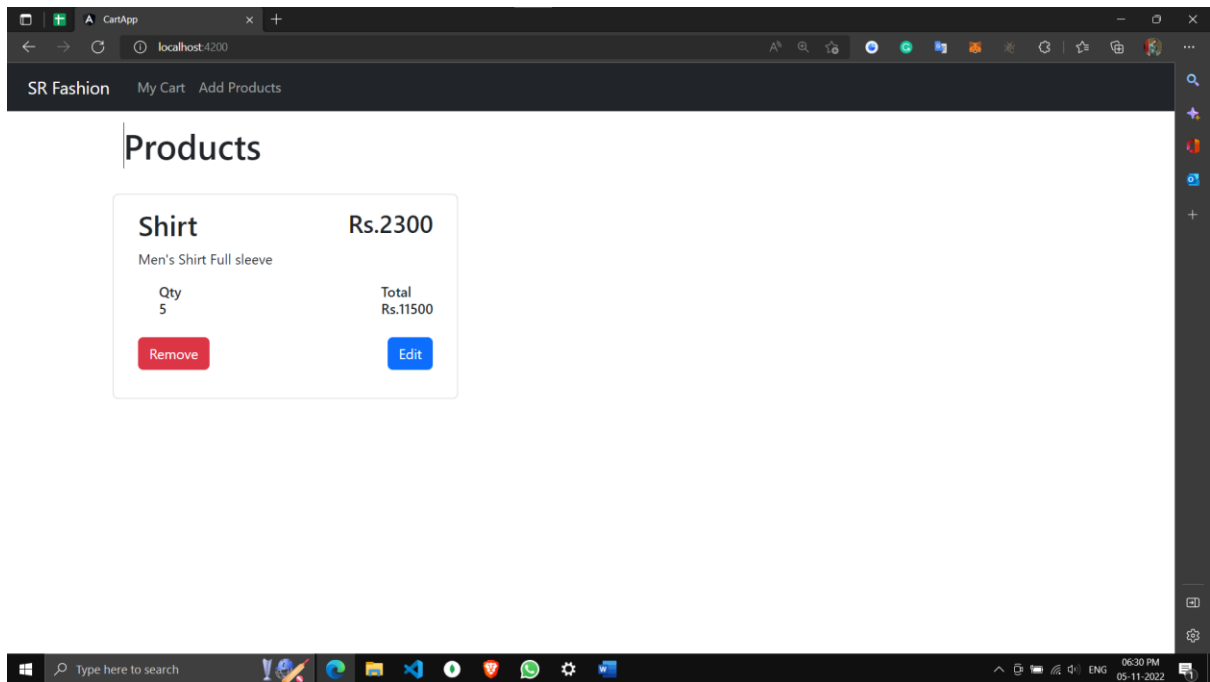 CartApp
localhost:4200
SR Fashion My Cart Add Products
Products
Shirt Rs.2300
Men's Shirt Full sleeve
Qty Total
5 Rs.11500
Remove Edit
Type here to search ENG 06:30 PM
05-11-2022